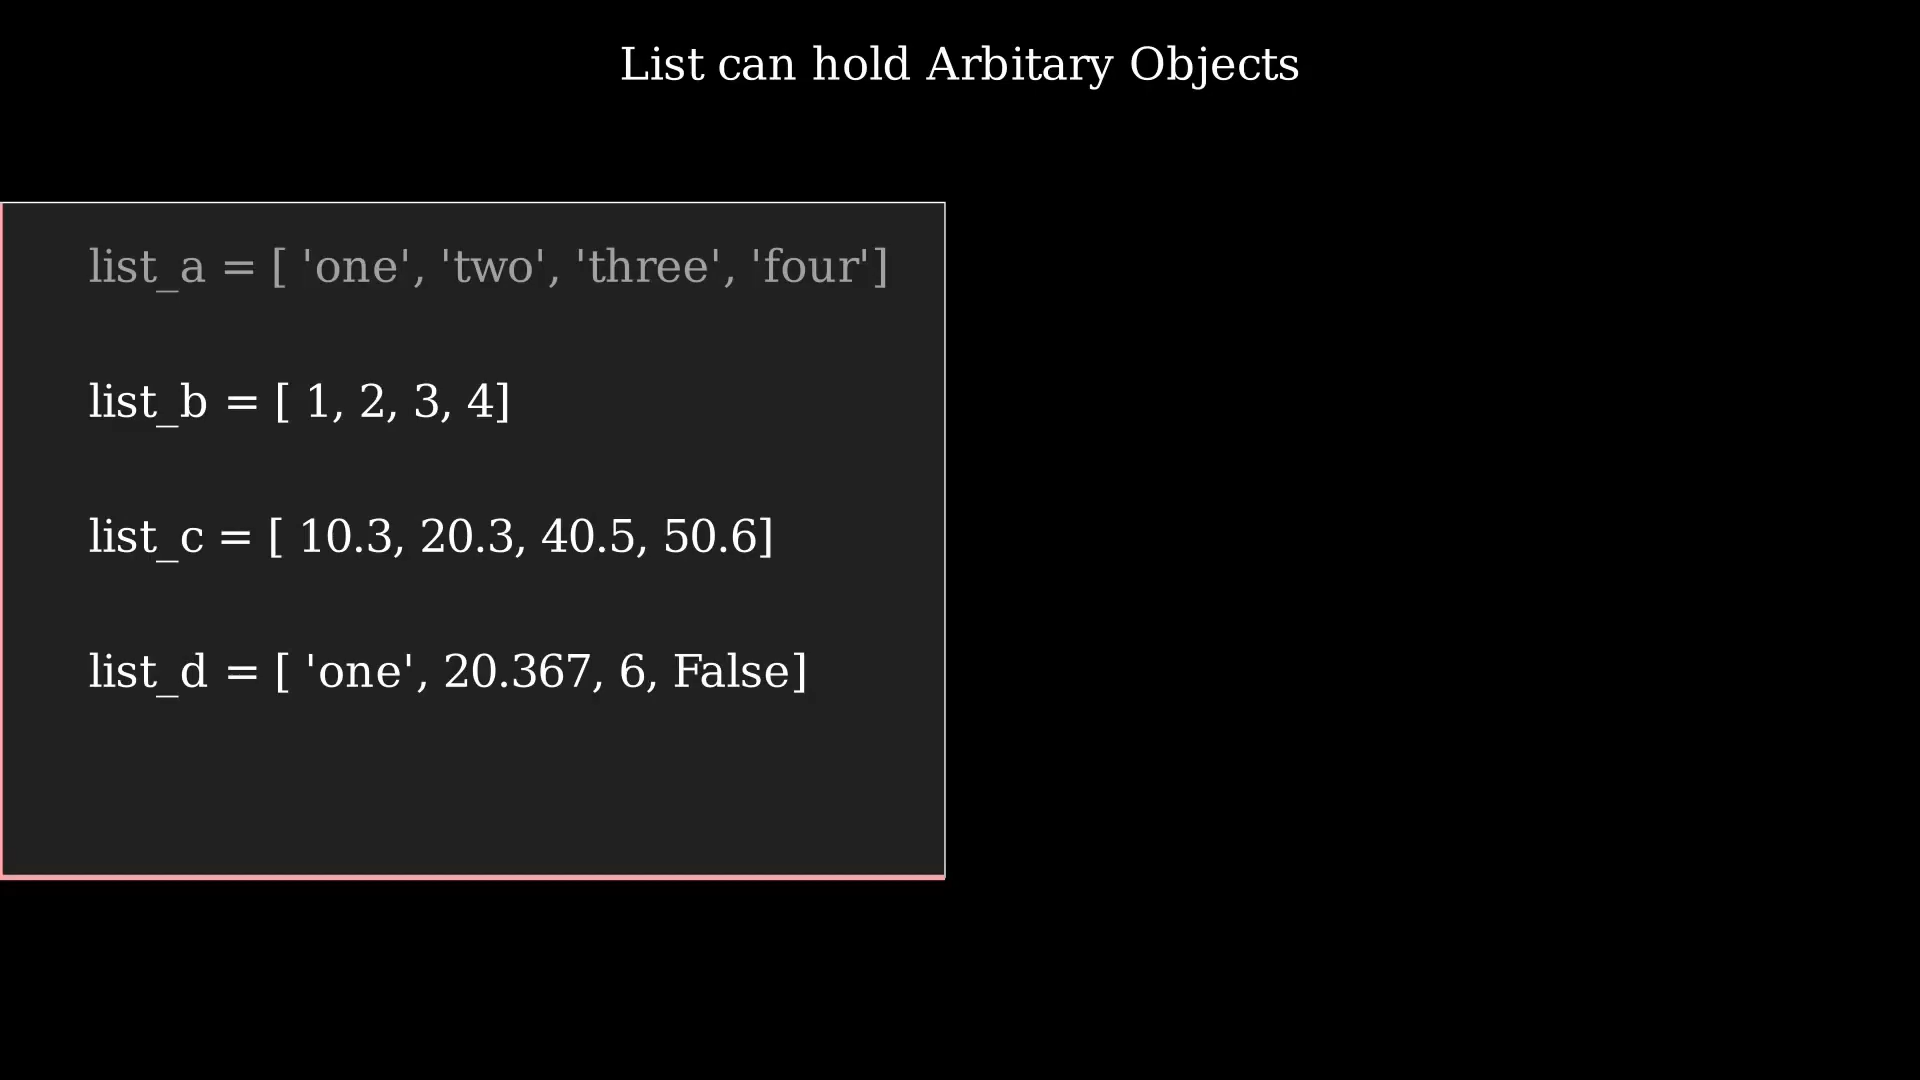 List can hold Arbitary Objects
list_a = [ 'one', 'two', 'three', 'four']
list_b = [ 1, 2, 3, 4]
list_c = [ 10.3, 20.3, 40.5, 50.6]
list_d = [ 'one', 20.367, 6, False]